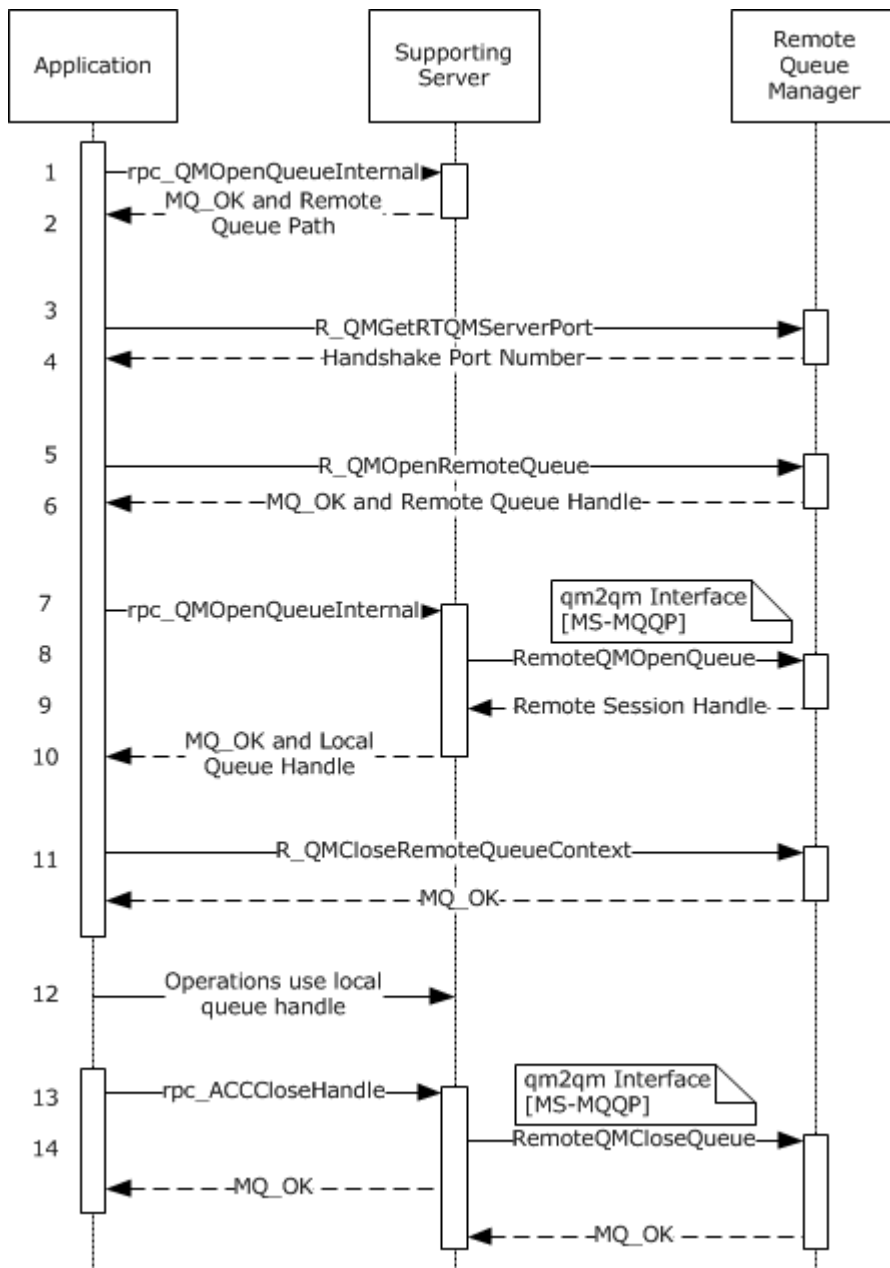 Application
Supporting
Server
Remote
Queue
Manager
1
rpc_QMOpenQueueInternal
MQ_OK and Remote
Queue Path
2
3
R_QMGetRTQMServerPort
Handshake Port Number
4
5
R_QMOpenRemoteQueue
MQ_OK and Remote Queue Handle
6
7
rpc_QMOpenQueueInternal
qm2qm Interface
[MS-MQQP]
8
RemoteQMOpenQueue
9
Remote Session Handle
MQ_OK and Local
Queue Handle
10
R_QMCloseRemoteQueueContext
11
MQ_OK
12
Operations use local
queue handle
13
rpc_ACCCloseHandle
qm2qm Interface
[MS-MQQP]
14
RemoteQMCloseQueue
MQ_OK
MQ_OK